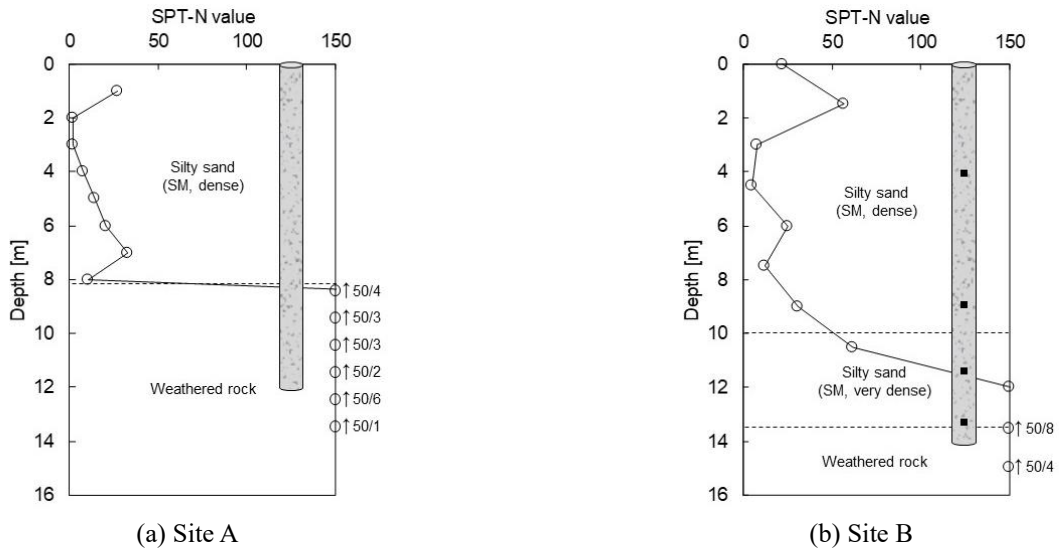 SPT-N value
0 50 100 150
0
2
4
6
8
10
12
14
16
Depth [m]
Silty sand
(SM, dense)
↑50/4
↑50/3
↑50/3
↑50/2
↑50/6
↑50/1
Weathered rock
(a) Site A
SPT-N value
0 50 100 150
0
2
4
6
8
10
12
14
16
Depth [m]
Silty sand
(SM, dense)
Silty sand
(SM, very dense)
↑50/8
Weathered rock
↑50/4
(b) Site B